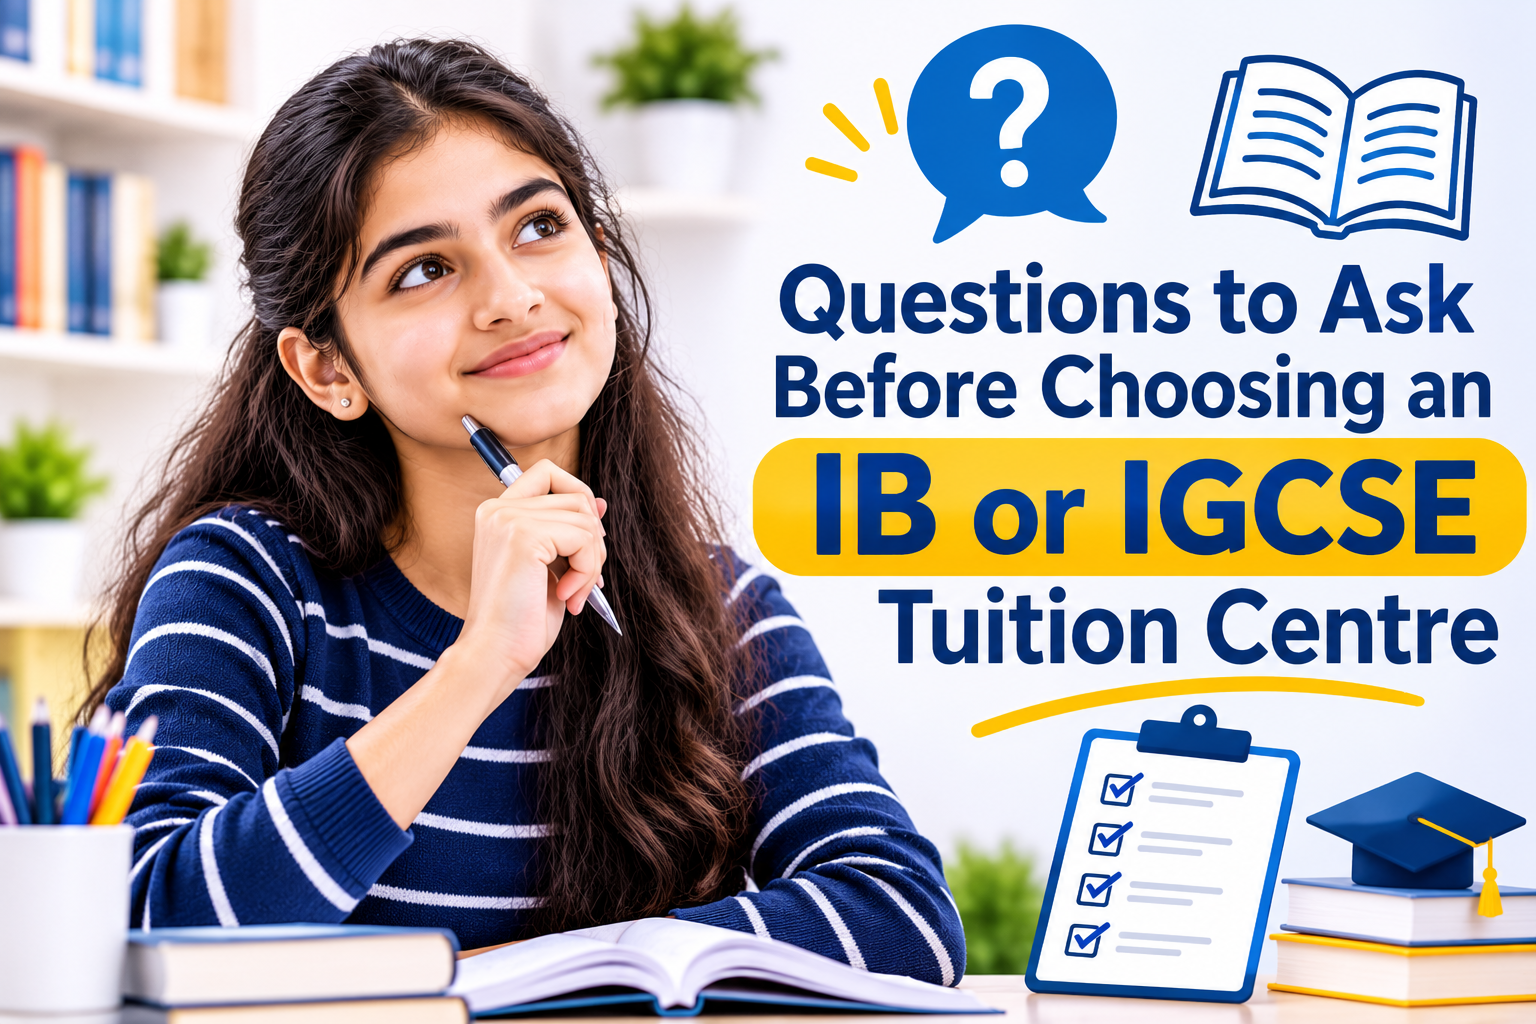 ?
Questions to Ask
Before Choosing an
IB or IGCSE
Tuition Centre